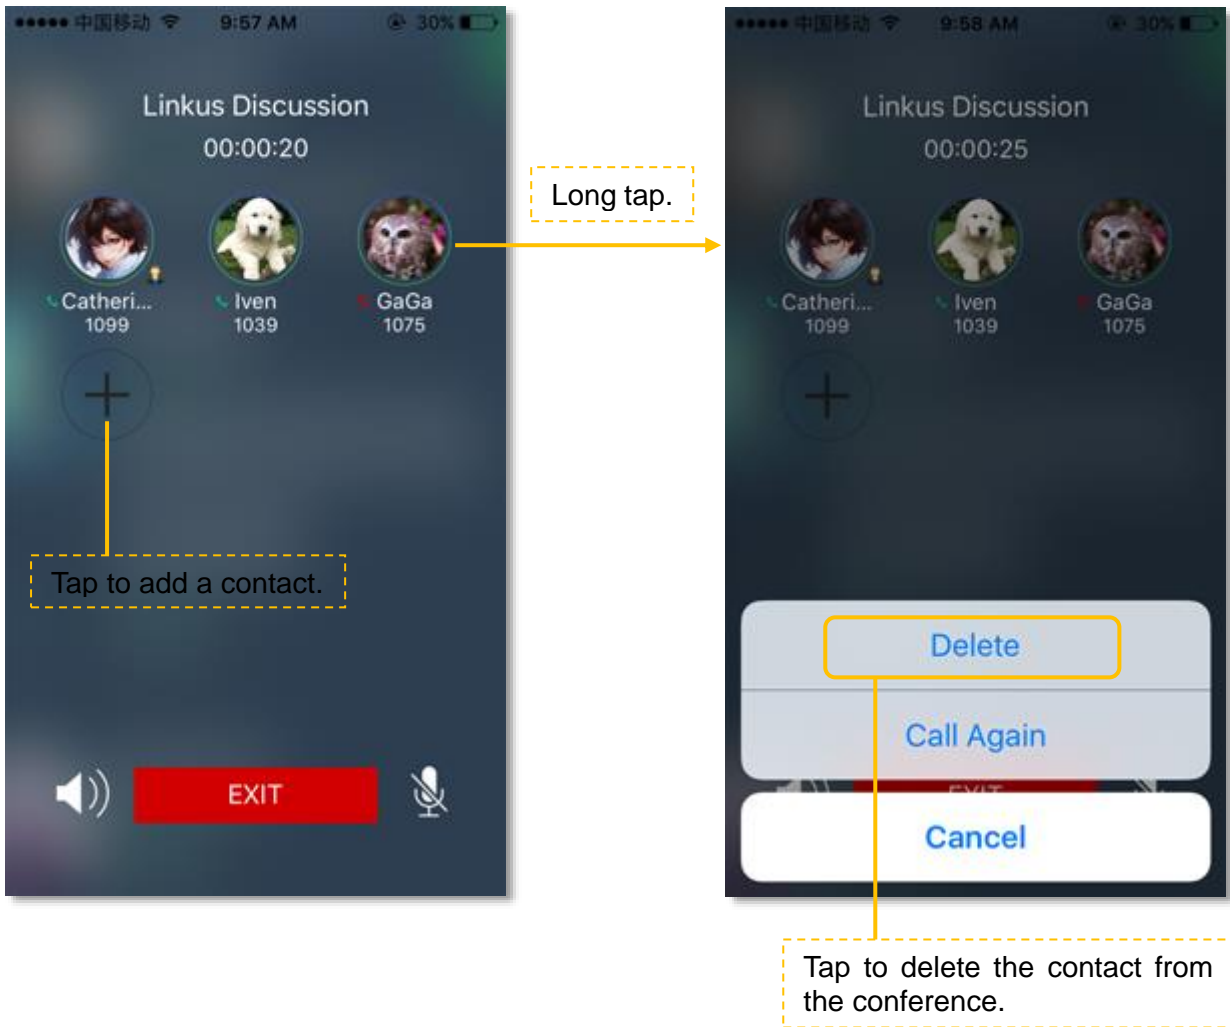 中国移动 9:57 AM 30%
Linkus Discussion
00:00:20
Catheri...
1099
Iven
1039
GaGa
1075
Tap to add a contact.
EXIT
Long tap.
中国移动 9:58 AM 30%
Linkus Discussion
00:00:25
Catheri...
1099
Iven
1039
GaGa
1075
Delete
Call Again
EXIT
Cancel
Tap to delete the contact from
the conference.